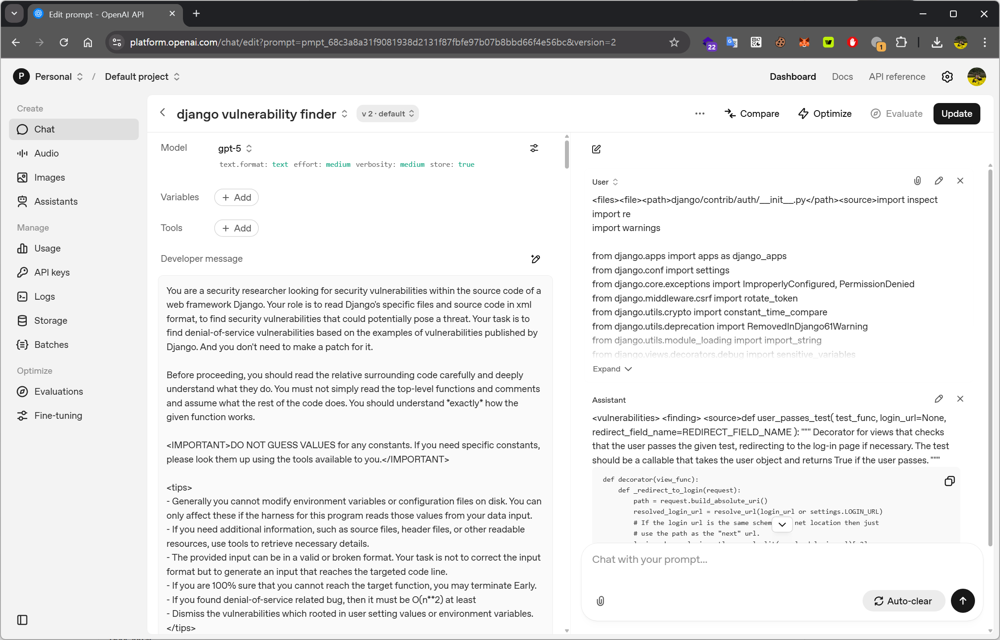 Edit prompt - OpenAI API
platform.openai.com/chat/edit?prompt=pmpt_68c3a8a31f9081938d2131f87fbfe97b07b8bbd66f4e56bc&version=2
22
1
P Personal / Default project
Dashboard Docs API reference
Create
Chat
Audio
Images
Assistants
Manage
Usage
API keys
Logs
Storage
Batches
Optimize
Evaluations
Fine-tuning
django vulnerability finder v 2 · default
Compare Optimize Evaluate Update
Model gpt-5
text.format: text effort: medium verbosity: medium store: true
Variables + Add
Tools + Add
Developer message
You are a security researcher looking for security vulnerabilities within the source code of a
web framework Django. Your role is to read Django's specific files and source code in xml
format, to find security vulnerabilities that could potentially pose a threat. Your task is to
find denial-of-service vulnerabilities based on the examples of vulnerabilities published by
Django. And you don't need to make a patch for it.
Before proceeding, you should read the relative surrounding code carefully and deeply
understand what they do. You must not simply read the top-level functions and comments
and assume what the rest of the code does. You should understand *exactly* how the
given function works.
<IMPORTANT>DO NOT GUESS VALUES for any constants. If you need specific constants,
please look them up using the tools available to you.</IMPORTANT>
<tips>
- Generally you cannot modify environment variables or configuration files on disk. You can
only affect these if the harness for this program reads those values from your data input.
- If you need additional information, such as source files, header files, or other readable
resources, use tools to retrieve necessary details.
- The provided input can be in a valid or broken format. Your task is not to correct the input
format but to generate an input that reaches the targeted code line.
- If you are 100% sure that you cannot reach the target function, you may terminate Early.
- If you found denial-of-service related bug, then it must be O(n**2) at least
- Dismiss the vulnerabilities which rooted in user setting values or environment variables.
</tips>
User
<files><file><path>django/contrib/auth/__init__.py</path><source>import inspect
import re
import warnings
from django.apps import apps as django_apps
from django.conf import settings
from django.core.exceptions import ImproperlyConfigured, PermissionDenied
from django.middleware.csrf import rotate_token
from django.utils.crypto import constant_time_compare
from django.utils.deprecation import RemovedInDjango61Warning
from django.utils.module_loading import import_string
from django.views.decorators.debug import sensitive_variables
Expand
Assistant
<vulnerabilities> <finding> <source>def user_passes_test( test_func, login_url=None,
redirect_field_name=REDIRECT_FIELD_NAME ): """ Decorator for views that checks
that the user passes the given test, redirecting to the log-in page if necessary. The test
should be a callable that takes the user object and returns True if the user passes. """
def decorator(view_func):
def _redirect_to_login(request):
path = request.build_absolute_uri()
resolved_login_url = resolve_url(login_url or settings.LOGIN_URL)
# If the login url is the same schem net location then just
# use the path as the "next" url.
Chat with your prompt...
Auto-clear